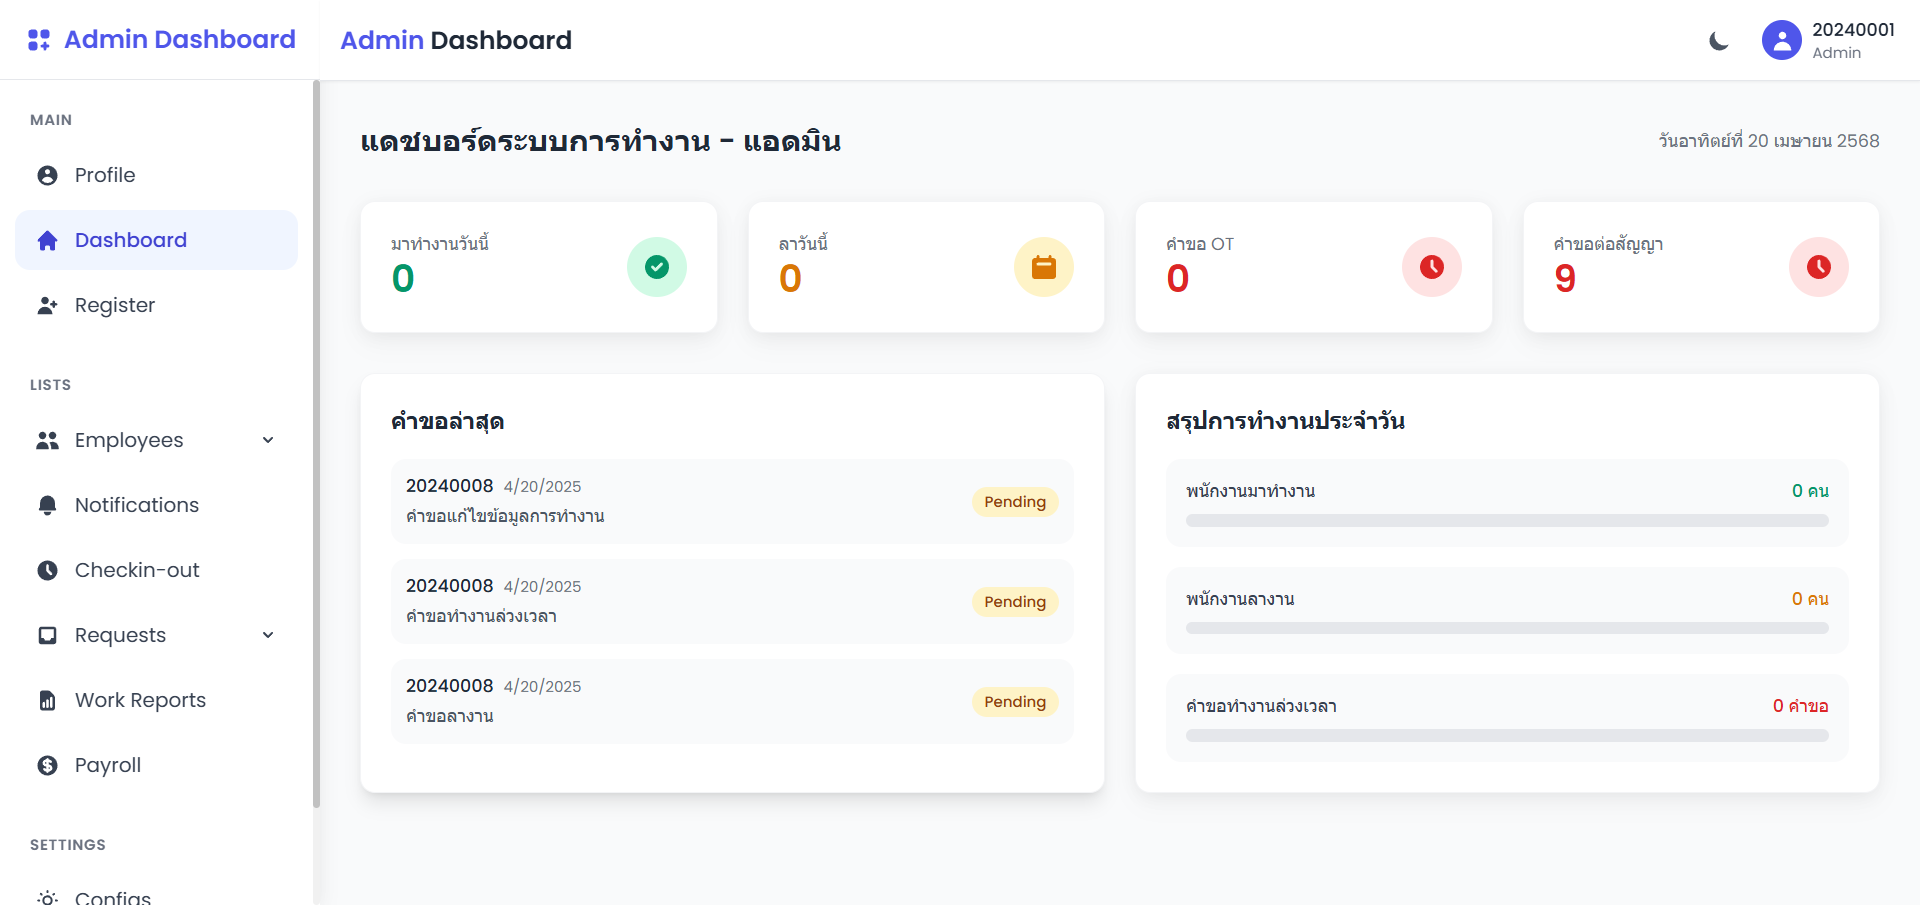 Admin Dashboard
Admin Dashboard
20240001
Admin
MAIN
Profile
Dashboard
Register
LISTS
Employees
Notifications
Checkin-out
Requests
Work Reports
Payroll
SETTINGS
Configs
แดชบอร์ดระบบการทำงาน - แอดมิน
วันอาทิตย์ที่ 20 เมษายน 2568
มาทำงานวันนี้
0
ลาวันนี้
0
คำขอ OT
0
คำขอต่อสัญญา
9
คำขอล่าสุด
20240008 4/20/2025
คำขอแก้ไขข้อมูลการทำงาน
Pending
20240008 4/20/2025
คำขอทำงานล่วงเวลา
Pending
20240008 4/20/2025
คำขอลางาน
Pending
สรุปการทำงานประจำวัน
พนักงานมาทำงาน 0 คน
พนักงานลางาน 0 คน
คำขอทำงานล่วงเวลา 0 คำขอ